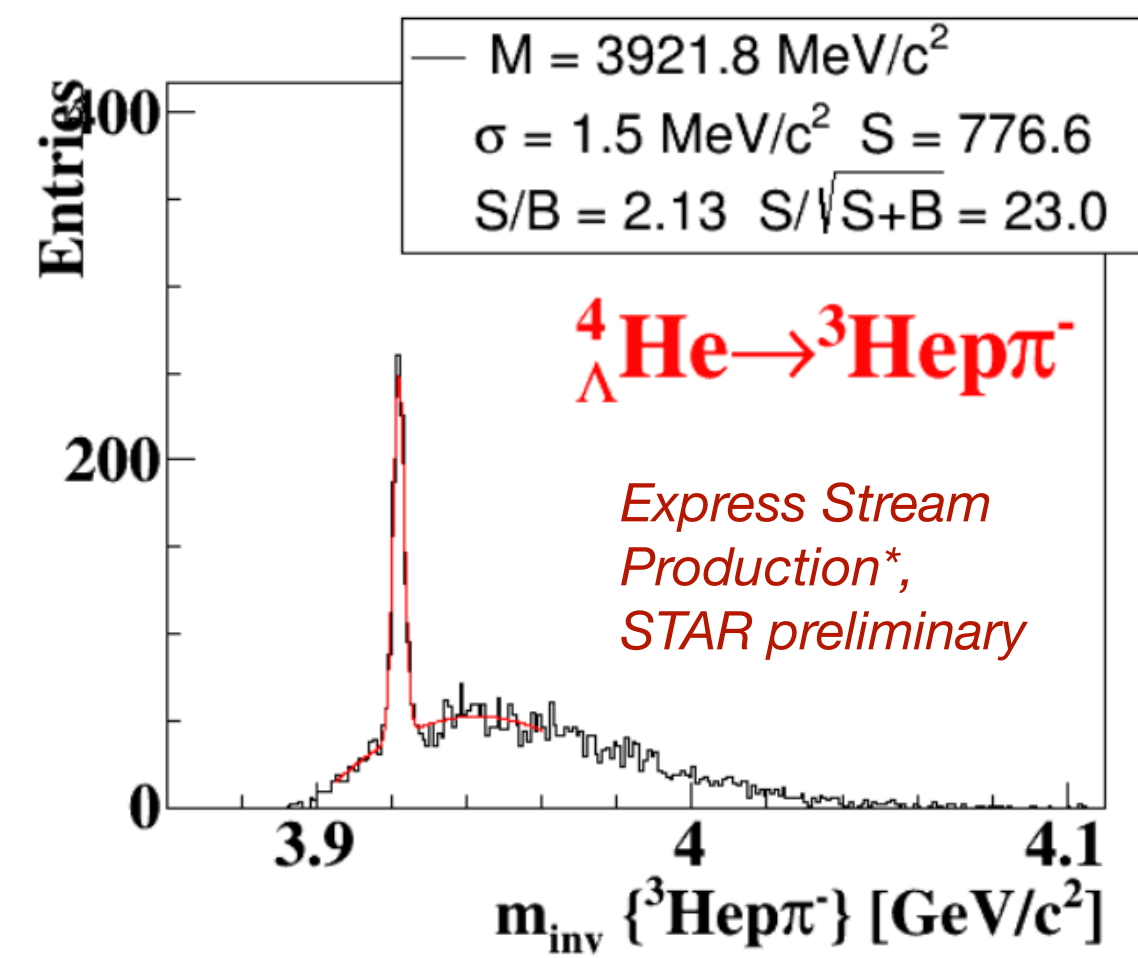 M = 3921.8 MeV/c²
σ = 1.5 MeV/c² S = 776.6
S/B = 2.13 S/√S+B = 23.0
Entries
400
200
0
⁴ΛHe→³Hepπ⁻
Express Stream
Production*,
STAR preliminary
3.9 4 4.1
m_inv {³Hepπ⁻} [GeV/c²]